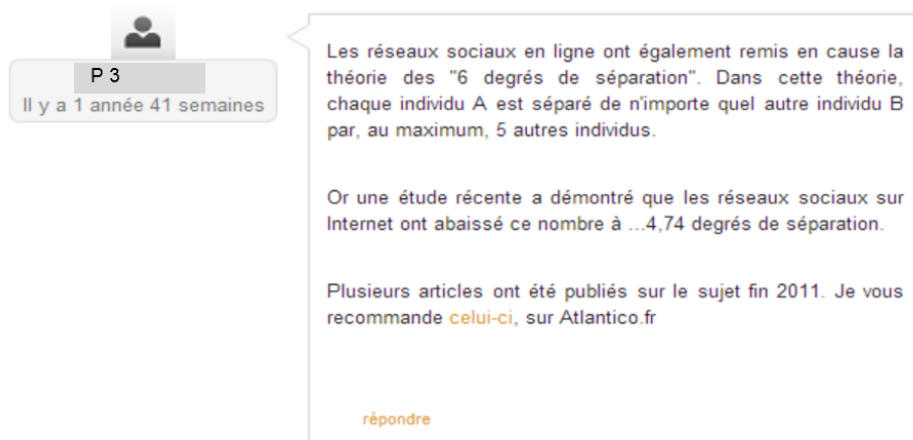 P 3
Il y a 1 année 41 semaines
Les réseaux sociaux en ligne ont également remis en cause la
théorie des "6 degrés de séparation". Dans cette théorie,
chaque individu A est séparé de n'importe quel autre individu B
par, au maximum, 5 autres individus.
Or une étude récente a démontré que les réseaux sociaux sur
Internet ont abaissé ce nombre à ...4,74 degrés de séparation.
Plusieurs articles ont été publiés sur le sujet fin 2011. Je vous
recommande celui-ci, sur Atlantico.fr
répondre